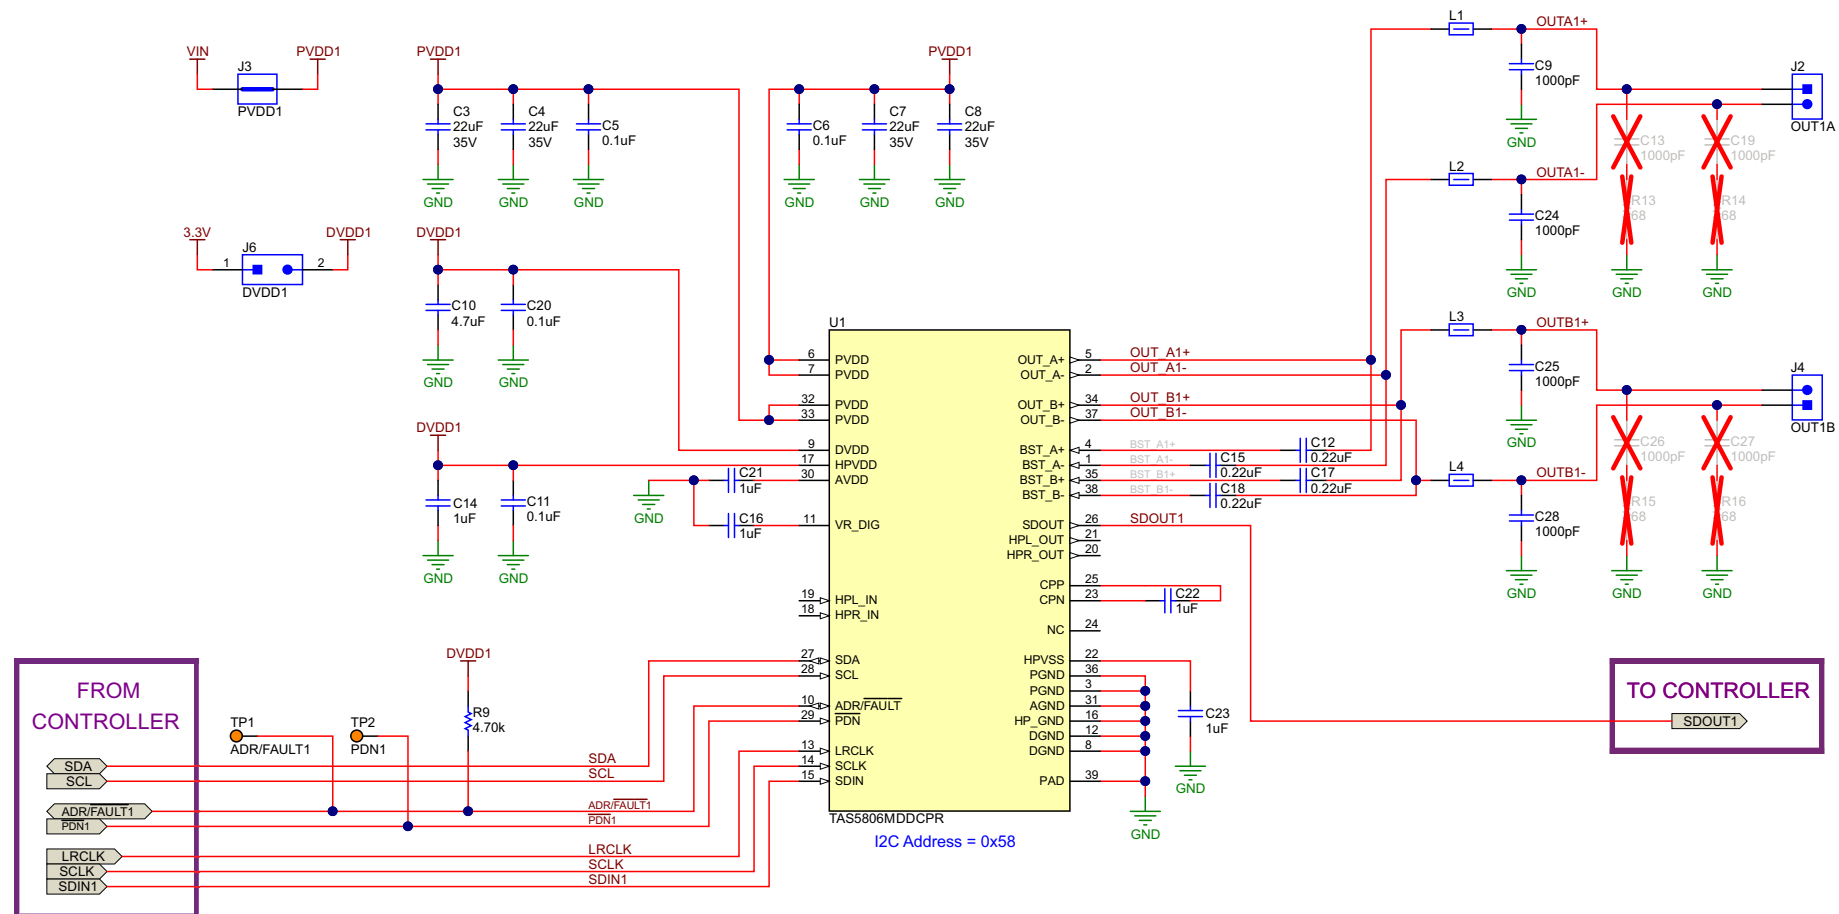 VIN
PVDD1
J3
PVDD1
PVDD1
C3
22uF
35V
C4
22uF
35V
C5
0.1uF
GND
GND
GND
PVDD1
C6
0.1uF
C7
22uF
35V
C8
22uF
35V
GND
GND
GND
3.3V
DVDD1
J6
1
2
DVDD1
DVDD1
C10
4.7uF
C20
0.1uF
GND
GND
DVDD1
C14
1uF
C11
0.1uF
GND
GND
GND
C21
1uF
C16
1uF
U1
6 PVDD
7 PVDD
32 PVDD
33 PVDD
9 DVDD
17 HPVDD
30 AVDD
11 VR_DIG
19 HPL_IN
18 HPR_IN
27 SDA
28 SCL
10 ADR/FAULT
29 PDN
13 LRCLK
14 SCLK
15 SDIN
OUT_A+ 5 OUT_A1+
OUT_A- 2 OUT_A1-
OUT_B+ 34 OUT_B1+
OUT_B- 37 OUT_B1-
BST_A+ 4 BST_A1+
BST_A- 1 BST_A1-
BST_B+ 35 BST_B1+
BST_B- 38 BST_B1-
SDOUT 26 SDOUT1
HPL_OUT 21
HPR_OUT 20
CPP 25
CPN 23
NC 24
HPVSS 22
PGND 36
PGND 3
AGND 31
HP_GND 16
DGND 12
DGND 8
PAD 39
TAS5806MDDCPR
I2C Address = 0x58
C12
0.22uF
C15
0.22uF
C17
0.22uF
C18
0.22uF
C22
1uF
C23
1uF
GND
GND
L1
OUTA1+
C9
1000pF
GND
L2
OUTA1-
C24
1000pF
GND
J2
OUT1A
C13
1000pF
R13
68
GND
C19
1000pF
R14
68
GND
L3
OUTB1+
C25
1000pF
GND
L4
OUTB1-
C28
1000pF
GND
J4
OUT1B
C26
1000pF
R15
68
GND
C27
1000pF
R16
68
GND
FROM
CONTROLLER
SDA
SCL
ADR/FAULT1
PDN1
LRCLK
SCLK
SDIN1
TP1
ADR/FAULT1
TP2
PDN1
DVDD1
R9
4.70k
SDA
SCL
ADR/FAULT1
PDN1
LRCLK
SCLK
SDIN1
TO CONTROLLER
SDOUT1